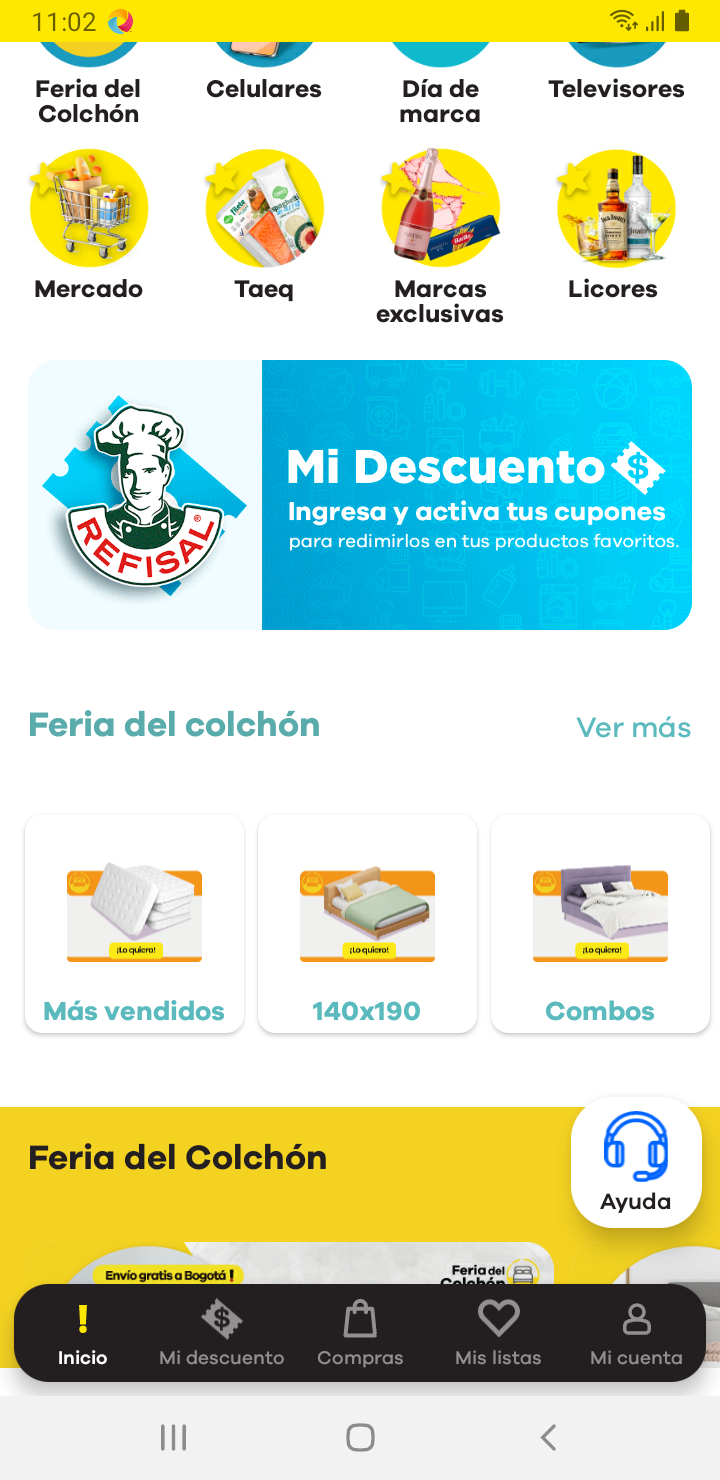 11:02
Feria del
Colchón
Celulares
Día de
marca
Televisores
Mercado
Taeq
Marcas
exclusivas
Licores
REFISAL®
Mi Descuento $
Ingresa y activa tus cupones
para redimirlos en tus productos favoritos.
Feria del colchón
Ver más
¡Lo quiero!
¡Lo quiero!
¡Lo quiero!
Más vendidos
140x190
Combos
Feria del Colchón
Ayuda
Envío gratis a Bogotá !
Feria del
Colchón
Inicio
Mi descuento
Compras
Mis listas
Mi cuenta